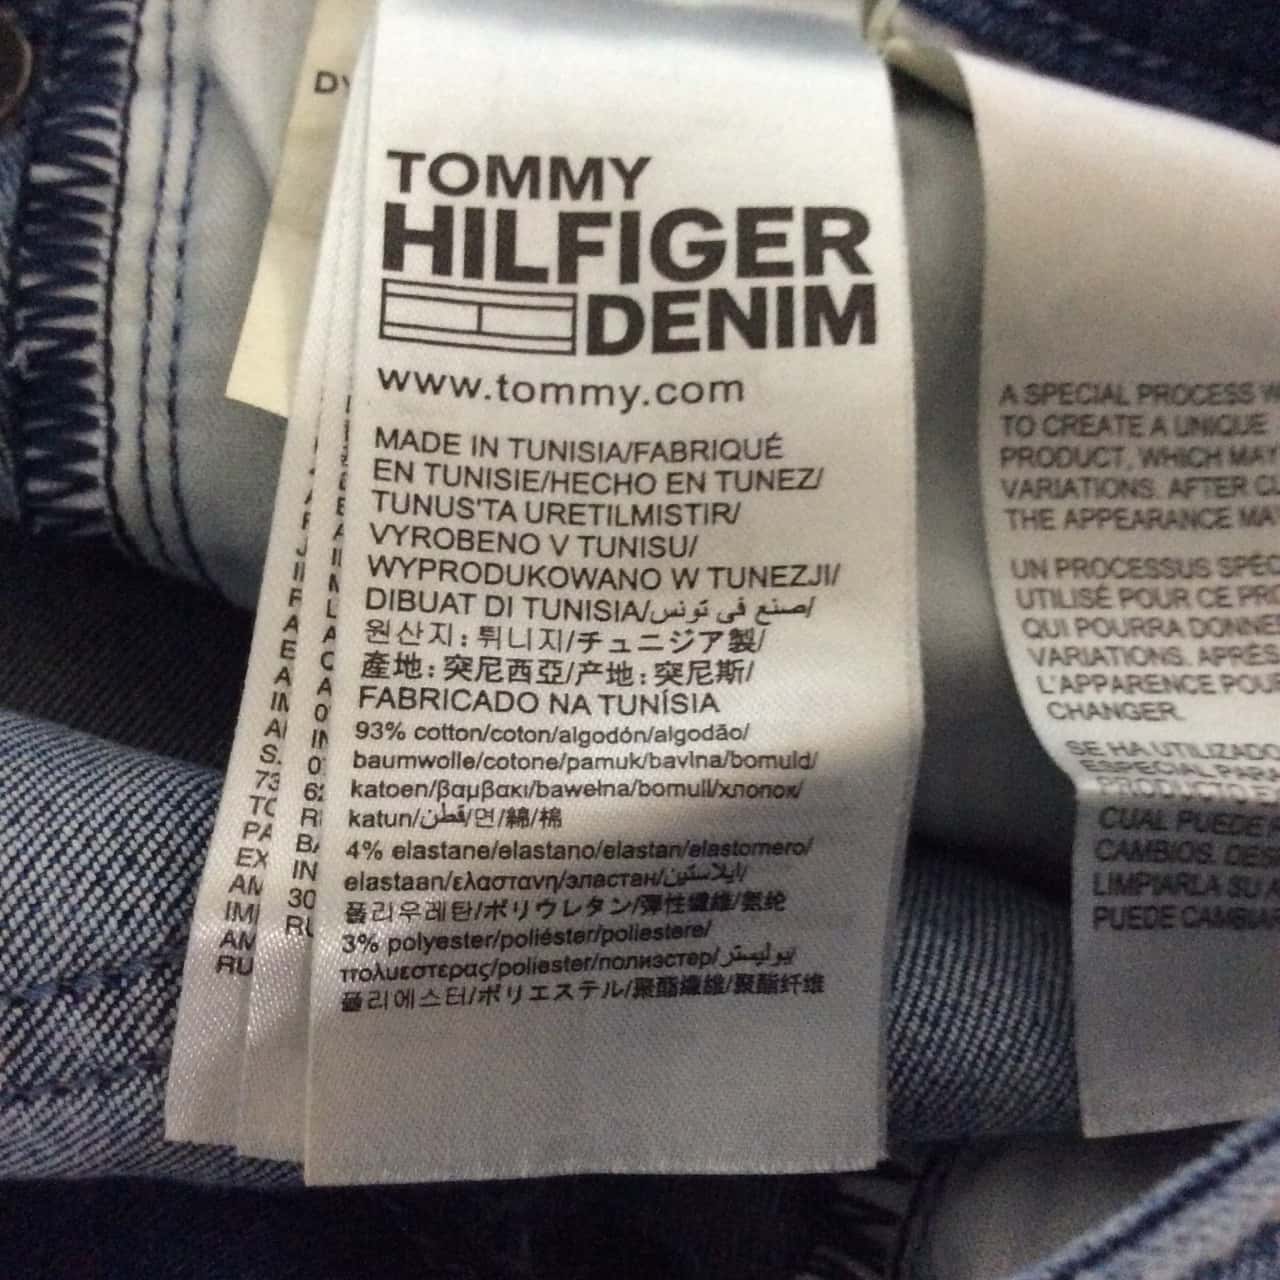 TOMMY
HILFIGER
DENIM
www.tommy.com
MADE IN TUNISIA/FABRIQUÉ
EN TUNISIE/HECHO EN TUNEZ/
TUNUS'TA URETILMISTIR/
VYROBENO V TUNISU/
WYPRODUKOWANO W TUNEZJI/
DIBUAT DI TUNISIA/صنع في تونس/
원산지: 튀니지/チュニジア製/
產地: 突尼西亞/产地: 突尼斯/
FABRICADO NA TUNÍSIA
93% cotton/coton/algodón/algodão/
baumwolle/cotone/pamuk/bavlna/bomuld/
katoen/βαμβακι/bawełna/bomull/хлопок/
katun/قطن/면/綿/棉
4% elastane/elastano/elastan/elastomero/
elastaan/ελαστανη/эластан/ايلاستين/
폴리우레탄/ポリウレタン/彈性纖維/氨纶
3% polyester/poliéster/poliestere/
πολυεστερας/poliester/полиэстер/بوليستر/
폴리에스터/ポリエステル/聚酯纖維/聚酯纤维
A SPECIAL PROCESS
TO CREATE A UNIQUE
PRODUCT, WHICH MAY
VARIATIONS. AFTER
THE APPEARANCE
UN PROCESSUS
UTILISÉ POUR CE
QUI POURRA
VARIATIONS. APRÈS
L'APPARENCE
CHANGER.
SE HA UTILIZADO
ESPECIAL
PRODUCTO
CUAL PUEDE
CAMBIOS.
LIMPIARLA SU
PUEDE